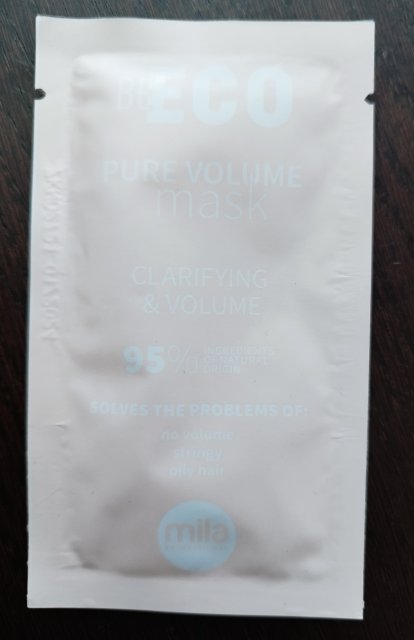 BE ECO
PURE VOLUME
mask
CLARIFYING
& VOLUME
95% INGREDIENTS
OF NATURAL
ORIGIN
SOLVES THE PROBLEMS OF:
no volume
stringy
oily hair
mila